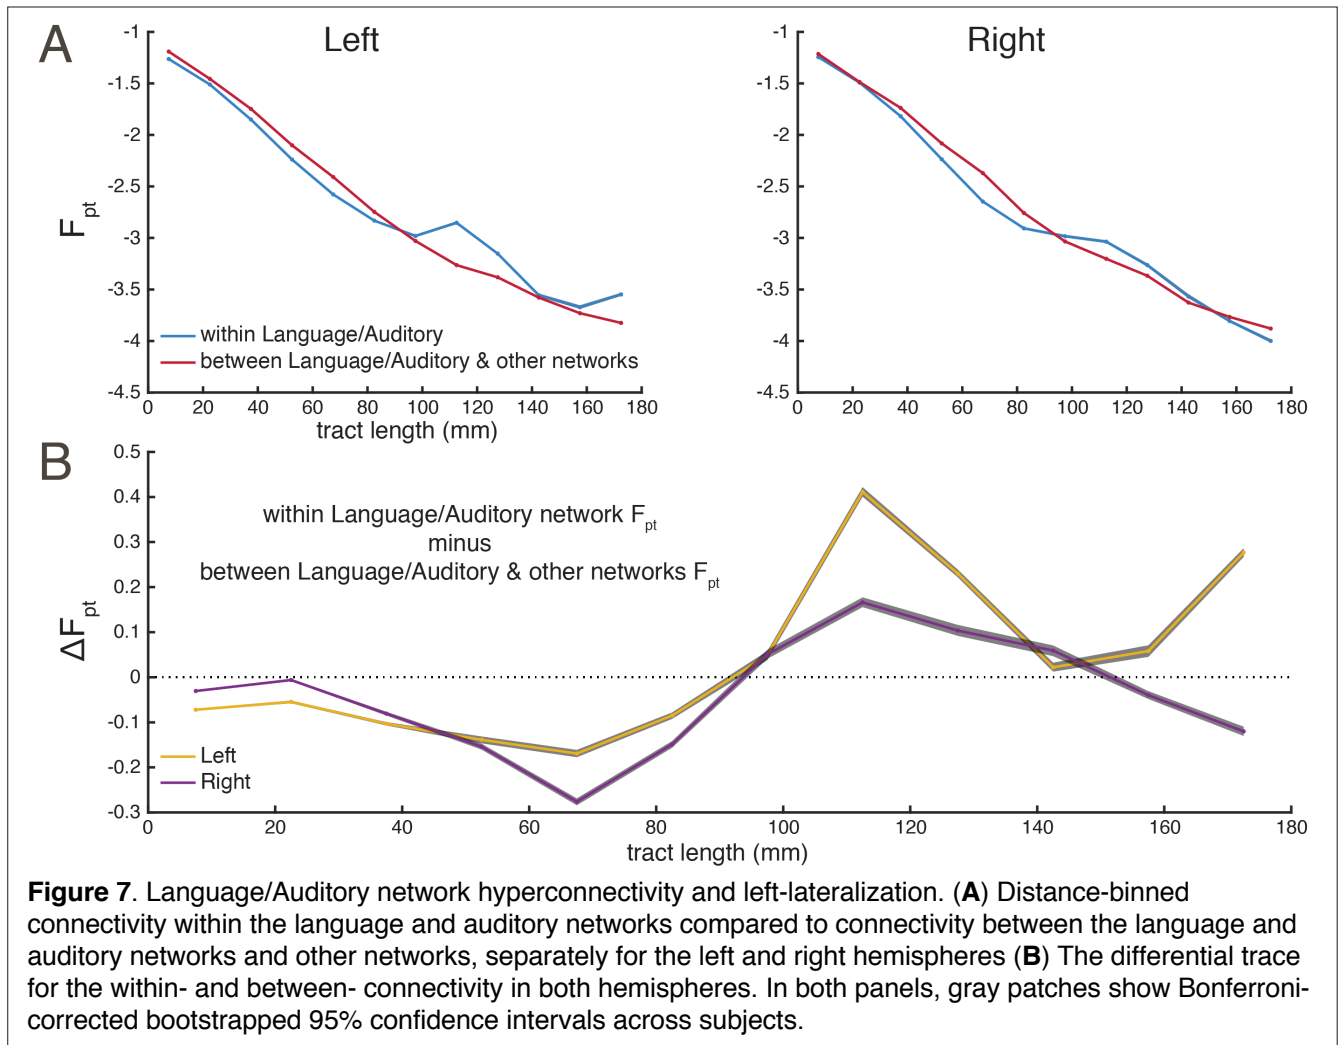 A
Left
Right
-1
-1.5
-2
-2.5
-3
-3.5
-4
-4.5
F_pt
within Language/Auditory
between Language/Auditory & other networks
0 20 40 60 80 100 120 140 160 180
tract length (mm)
-1
-1.5
-2
-2.5
-3
-3.5
-4
-4.5
0 20 40 60 80 100 120 140 160 180
B
0.5
0.4
0.3
0.2
0.1
0
-0.1
-0.2
-0.3
ΔF_pt
within Language/Auditory network F_pt
minus
between Language/Auditory & other networks F_pt
Left
Right
0 20 40 60 80 100 120 140 160 180
tract length (mm)
Figure 7. Language/Auditory network hyperconnectivity and left-lateralization. (A) Distance-binned
connectivity within the language and auditory networks compared to connectivity between the language and
auditory networks and other networks, separately for the left and right hemispheres (B) The differential trace
for the within- and between- connectivity in both hemispheres. In both panels, gray patches show Bonferroni-
corrected bootstrapped 95% confidence intervals across subjects.